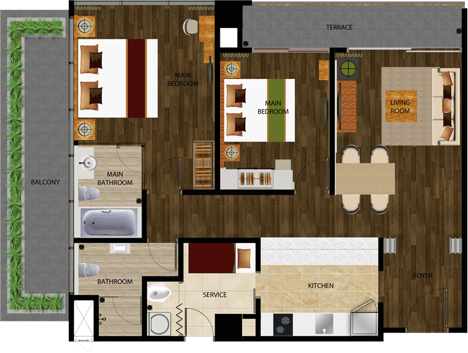 TERRACE
MAIN
BEDROOM
MAIN
BEDROOM
LIVING
ROOM
MAIN
BATHROOM
BALCONY
BATHROOM
SERVICE
KITCHEN
FOYER